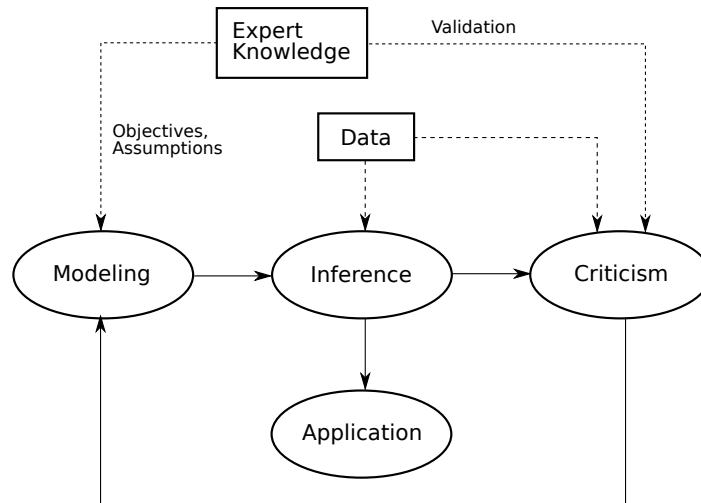 Expert
Knowledge
Validation
Objectives,
Assumptions
Data
Modeling
Inference
Criticism
Application